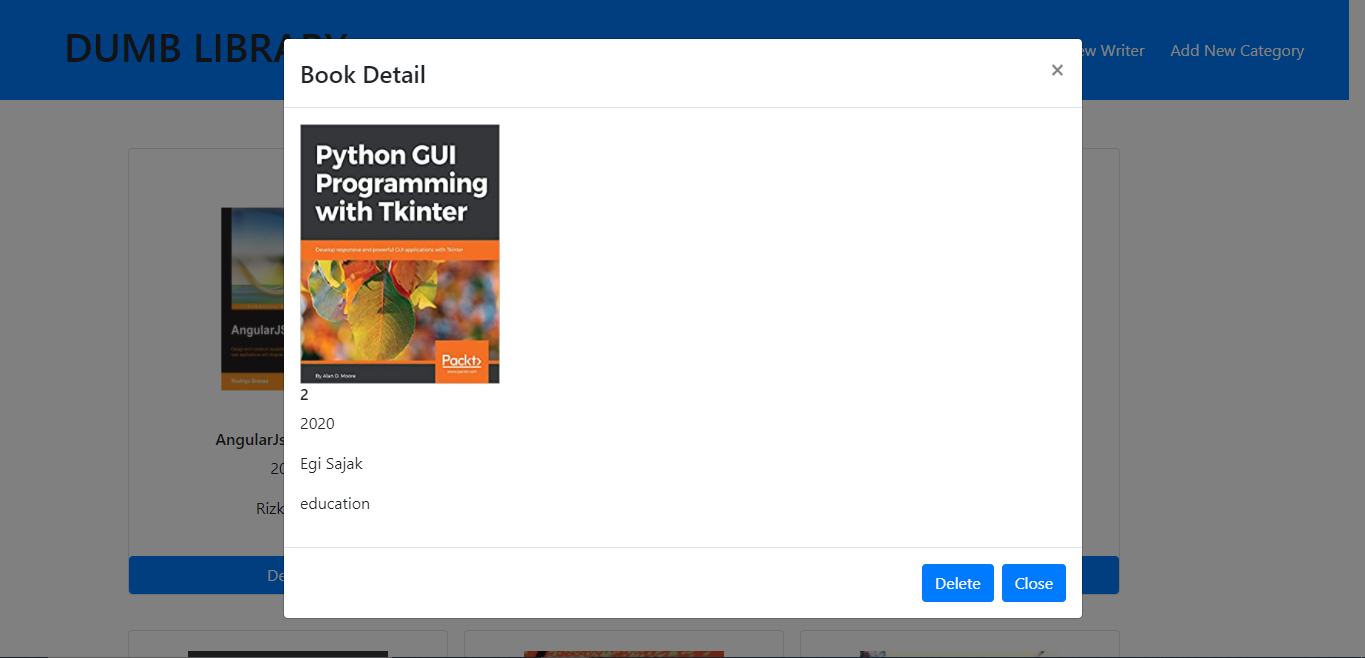 DUMB LIBRARY
ew Writer
Add New Category
Book Detail
×
Python GUI
Programming
with Tkinter
Develop responsive and powerful GUI applications with Tkinter
Packt>
By Alan D. Moore
2
2020
Egi Sajak
education
AngularJS
Rodrigo Branas
AngularJs
20
Rizk
De
Delete
Close